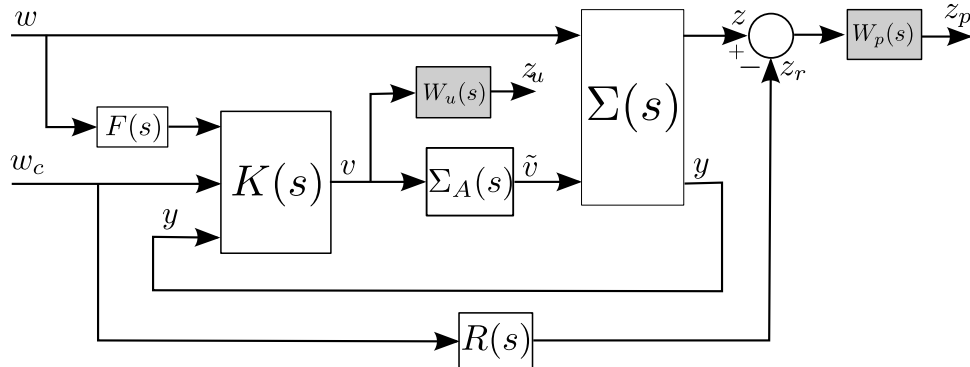 w
z
z_p
W_p(s)
+
−
z_r
z_u
W_u(s)
Σ(s)
F(s)
w_c
K(s)
v
Σ_A(s)
ṽ
y
y
R(s)